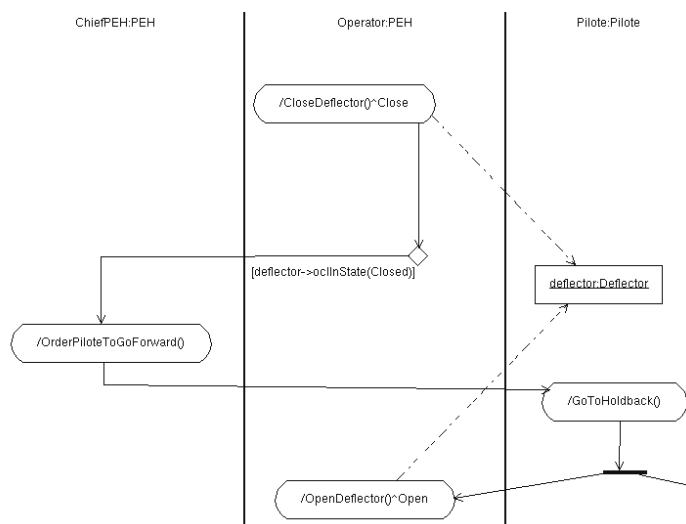 ChiefPEH:PEH
Operator:PEH
Pilote:Pilote
/CloseDeflector()^Close
[deflector->oclInState(Closed)]
deflector:Deflector
/OrderPiloteToGoForward()
/GoToHoldback()
/OpenDeflector()^Open